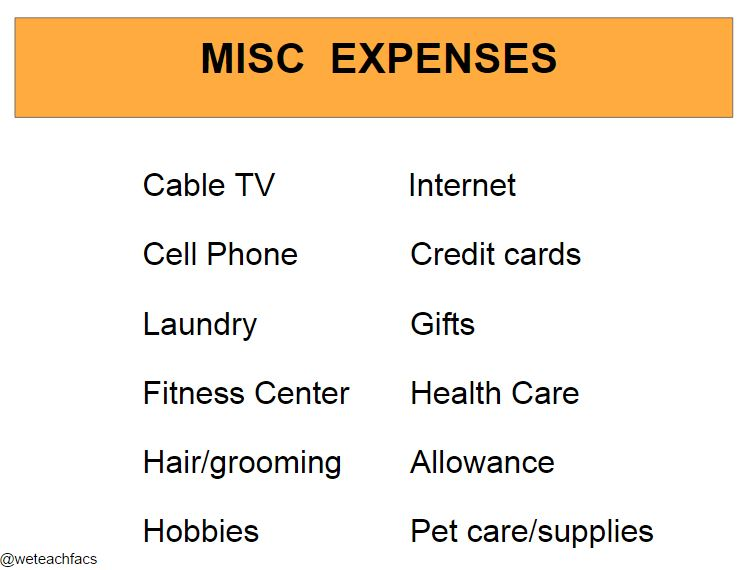 MISC EXPENSES
Cable TV
Internet
Cell Phone
Credit cards
Laundry
Gifts
Fitness Center
Health Care
Hair/grooming
Allowance
Hobbies
Pet care/supplies
@weteachfacs